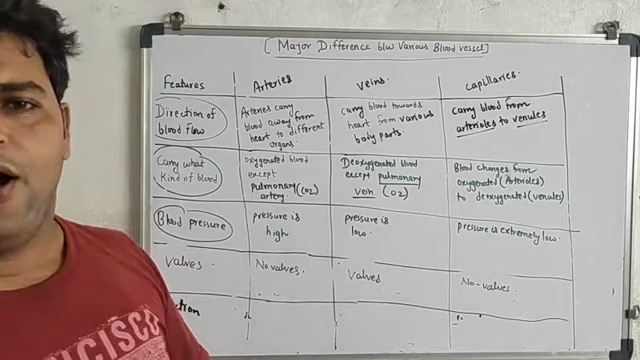 [ Major Difference b/w Various Blood vessel ]
Features
Arteries
veins
capillaries.
Direction of
blood flow
Arteries carry
blood away from
heart to different
organs
carry blood towards
heart from various
body parts.
carry blood from
arterioles to venules
Carry what
kind of blood
oxygenated blood
except
pulmonary
artery (CO2)
Deoxygenated blood
except pulmonary
vein (O2)
Blood changes from
oxygenated (Arterioles)
to deoxygenated (venules)
Blood pressure
pressure is
high
pressure is
low.
pressure is extremely low.
Valves
No valves.
Valves
No-valves.